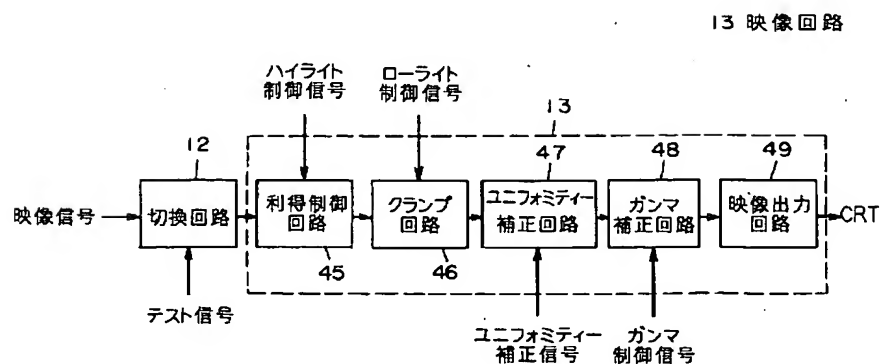 13 映像回路
ハイライト
制御信号
ローライト
制御信号
13
12
47
48
49
映像信号
切換回路
利得制御
回路
クランプ
回路
ユニフォミティー
補正回路
ガンマ
補正回路
映像出力
回路
CRT
45
46
テスト信号
ユニフォミティー
補正信号
ガンマ
制御信号